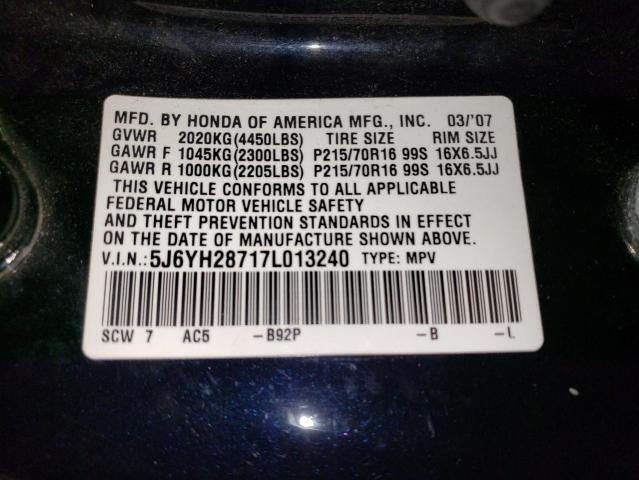 MFD. BY HONDA OF AMERICA MFG., INC. 03/'07
GVWR 2020KG(4450LBS) TIRE SIZE RIM SIZE
GAWR F 1045KG(2300LBS) P215/70R16 99S 16X6.5JJ
GAWR R 1000KG(2205LBS) P215/70R16 99S 16X6.5JJ
THIS VEHICLE CONFORMS TO ALL APPLICABLE
FEDERAL MOTOR VEHICLE SAFETY
AND THEFT PREVENTION STANDARDS IN EFFECT
ON THE DATE OF MANUFACTURE SHOWN ABOVE.
V.I.N.: 5J6YH28717L013240 TYPE: MPV
SCW 7 AC5 -B92P -B -L